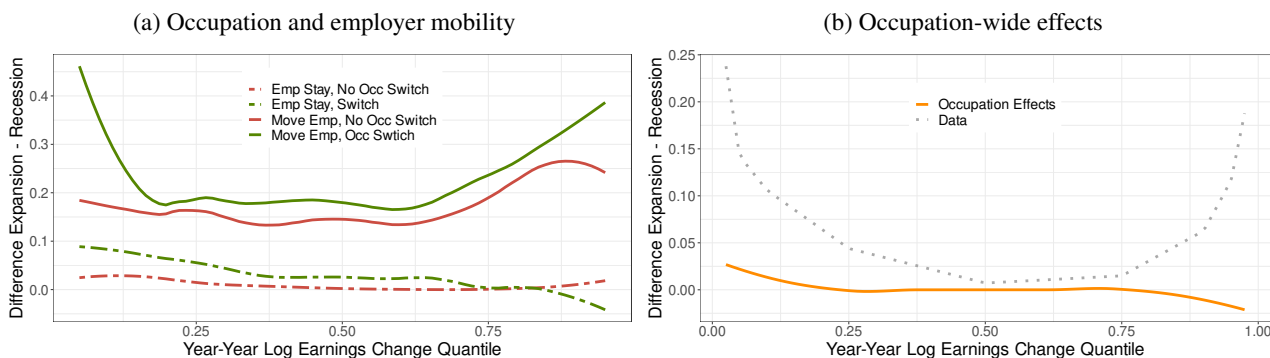 (a) Occupation and employer mobility
Difference Expansion - Recession
0.4
0.3
0.2
0.1
0.0
Emp Stay, No Occ Switch
Emp Stay, Switch
Move Emp, No Occ Switch
Move Emp, Occ Swtich
0.25
0.50
0.75
Year-Year Log Earnings Change Quantile
(b) Occupation-wide effects
Difference Expansion - Recession
0.25
0.20
0.15
0.10
0.05
0.00
Occupation Effects
Data
0.00
0.25
0.50
0.75
1.00
Year-Year Log Earnings Change Quantile